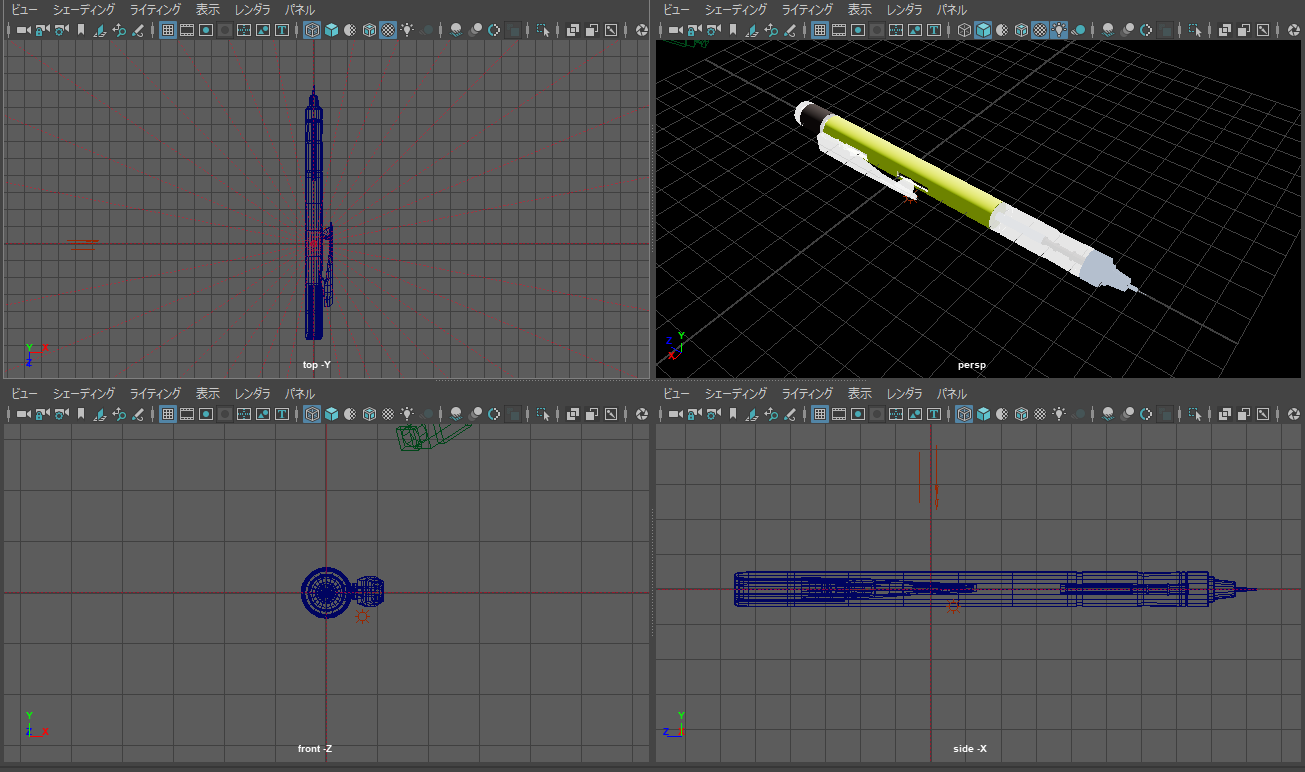 ビュー シェーディング ライティング 表示 レンダラ パネル
top -Y
Y
X
Z
ビュー シェーディング ライティング 表示 レンダラ パネル
persp
Y
Z
X
ビュー シェーディング ライティング 表示 レンダラ パネル
front -Z
Y
Z X
ビュー シェーディング ライティング 表示 レンダラ パネル
side -X
Y
Z X